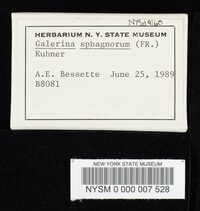 HERBARIUM N. Y. STATE MUSEUM
Galerina sphagnorum (FR.)
Kuhner
A.E. Bessette June 25, 1989
B8081
NEW YORK STATE MUSEUM
NYSM 0 000 007 528